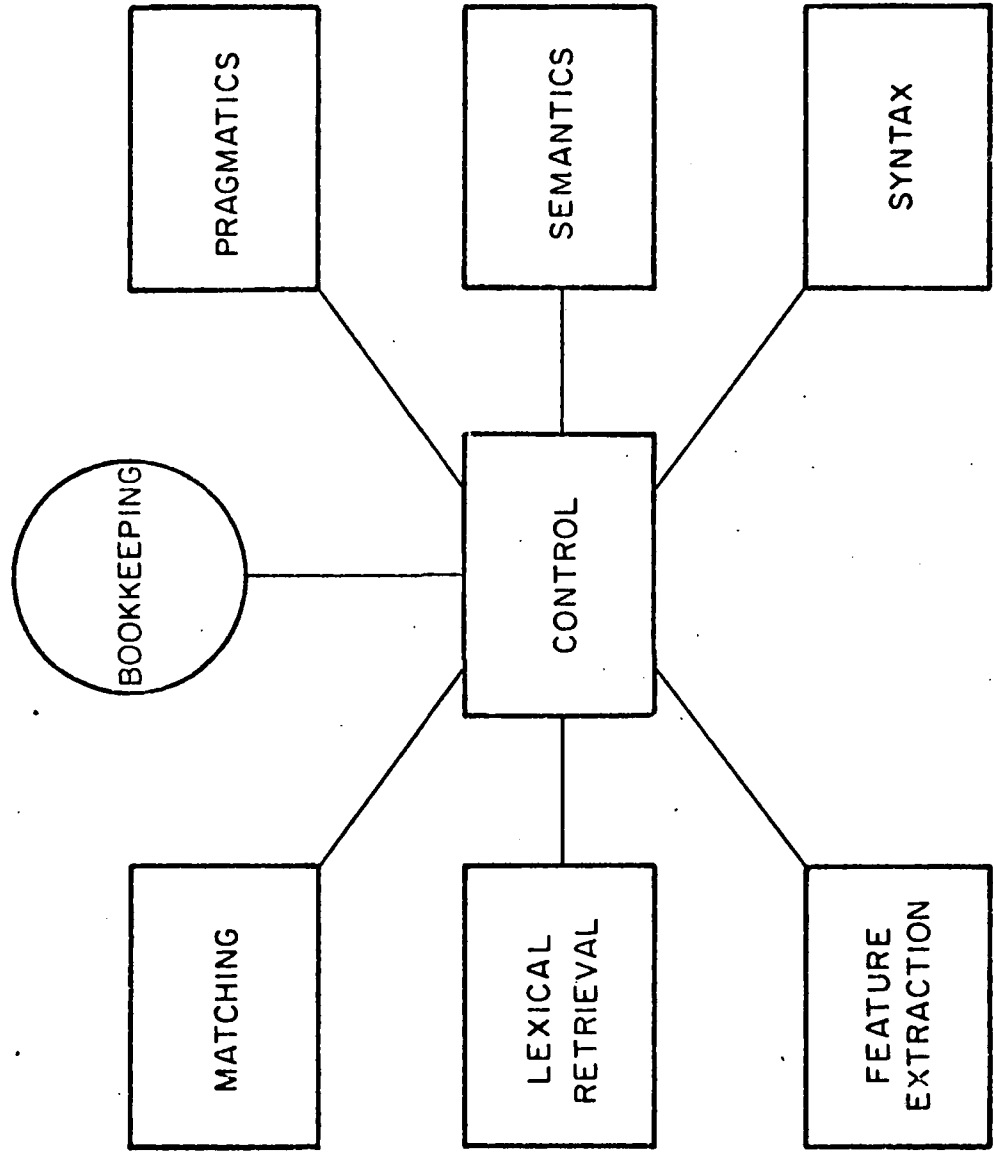 MATCHING
BOOKKEEPING
PRAGMATICS
LEXICAL
RETRIEVAL
CONTROL
SEMANTICS
FEATURE
EXTRACTION
SYNTAX